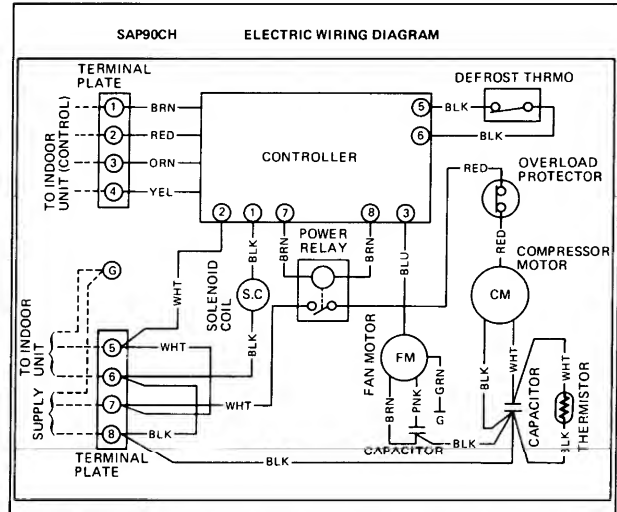 SAP90CH ELECTRIC WIRING DIAGRAM
TERMINAL PLATE
1 BRN
2 RED
3 ORN
4 YEL
TO INDOOR UNIT (CONTROL)
CONTROLLER
5 BLK
6 BLK
DEFROST THRMO
2 1 7 8 3
RED
OVERLOAD PROTECTOR
RED
COMPRESSOR MOTOR
CM
WHT
BLK
SOLENOID COIL
S.C
BLK
BRN
POWER RELAY
BRN
BLU
G
TO INDOOR UNIT
SUPPLY
5 WHT
6
7 WHT
8 BLK
TERMINAL PLATE
BLK
FAN MOTOR
FM
BRN
PNK
GRN
G
CAPACITOR
BLK
BLK
WHT
CAPACITOR
WHT
BLK
THERMISTOR